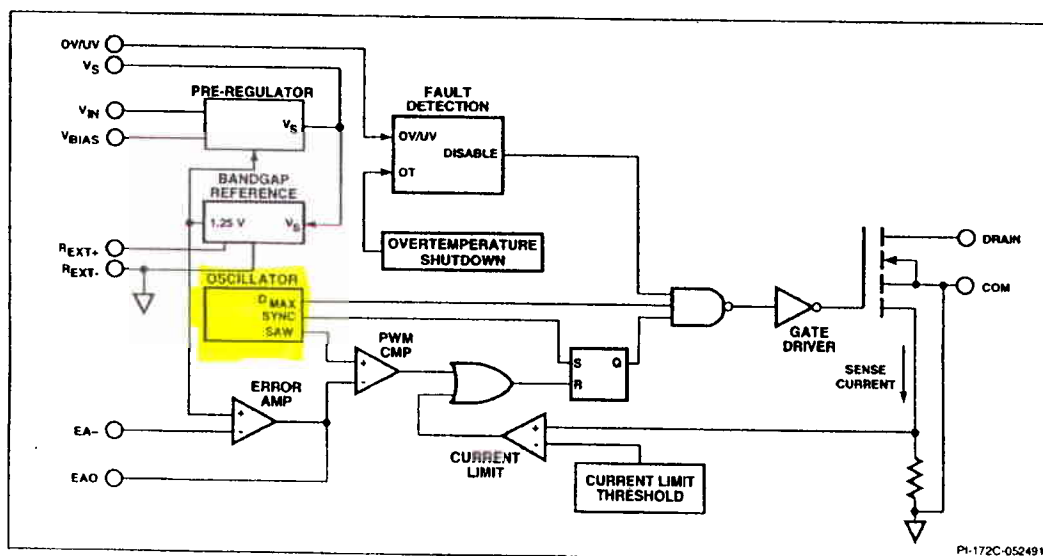 OV/UV
VS
PRE-REGULATOR
FAULT
DETECTION
VIN
VS
OV/UV
VBIAS
DISABLE
OT
BANDGAP
REFERENCE
1.25 V
VS
REXT+
OVERTEMPERATURE
SHUTDOWN
DRAIN
REXT-
OSCILLATOR
COM
DMAX
SYNC
SAW
PWM
CMP
GATE
DRIVER
S
Q
R
SENSE
CURRENT
+
-
ERROR
AMP
+
-
EA-
+
-
CURRENT
LIMIT
EAO
CURRENT LIMIT
THRESHOLD
PI-172C-052491